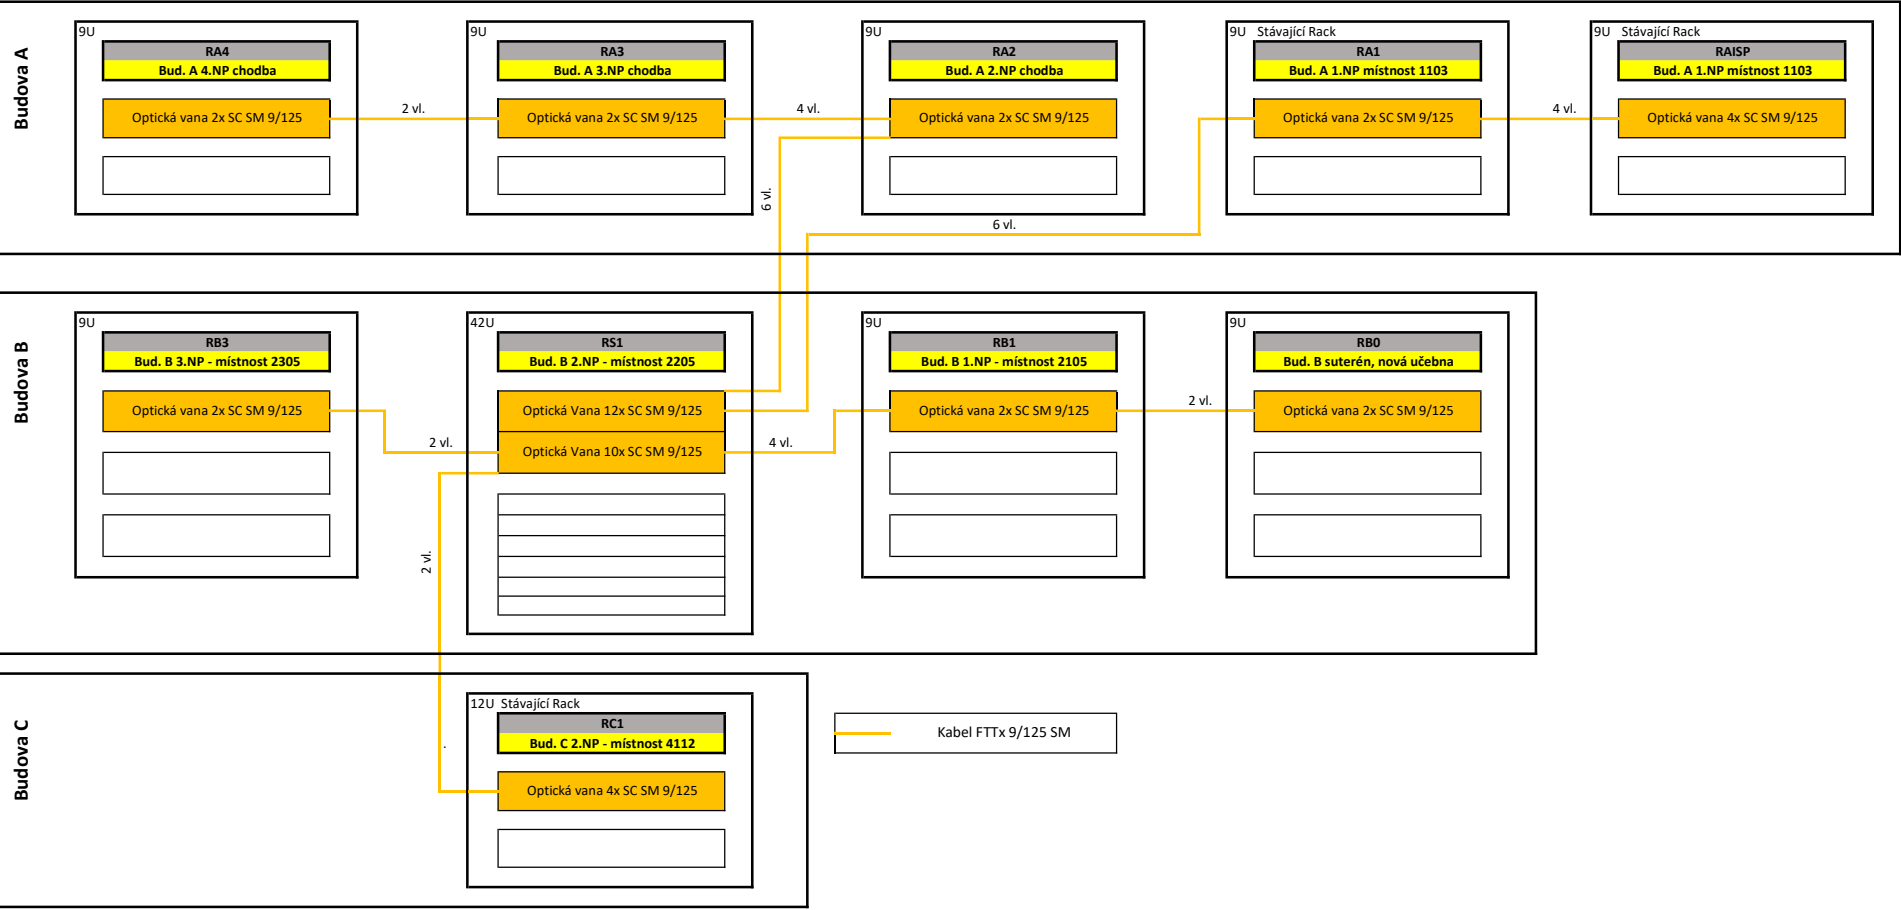 Budova A
9U
RA4
Bud. A 4.NP chodba
Optická vana 2x SC SM 9/125
2 vl.
9U
RA3
Bud. A 3.NP chodba
Optická vana 2x SC SM 9/125
4 vl.
9U
RA2
Bud. A 2.NP chodba
Optická vana 2x SC SM 9/125
6 vl.
9U Stávající Rack
RA1
Bud. A 1.NP místnost 1103
Optická vana 2x SC SM 9/125
6 vl.
4 vl.
9U Stávající Rack
RAISP
Bud. A 1.NP místnost 1103
Optická vana 4x SC SM 9/125
Budova B
9U
RB3
Bud. B 3.NP - místnost 2305
Optická vana 2x SC SM 9/125
2 vl.
42U
RS1
Bud. B 2.NP - místnost 2205
Optická Vana 12x SC SM 9/125
Optická Vana 10x SC SM 9/125
4 vl.
9U
RB1
Bud. B 1.NP - místnost 2105
Optická vana 2x SC SM 9/125
2 vl.
9U
RB0
Bud. B suterén, nová učebna
Optická vana 2x SC SM 9/125
2 vl.
Budova C
12U Stávající Rack
RC1
Bud. C 2.NP - místnost 4112
Optická vana 4x SC SM 9/125
.
Kabel FTTx 9/125 SM